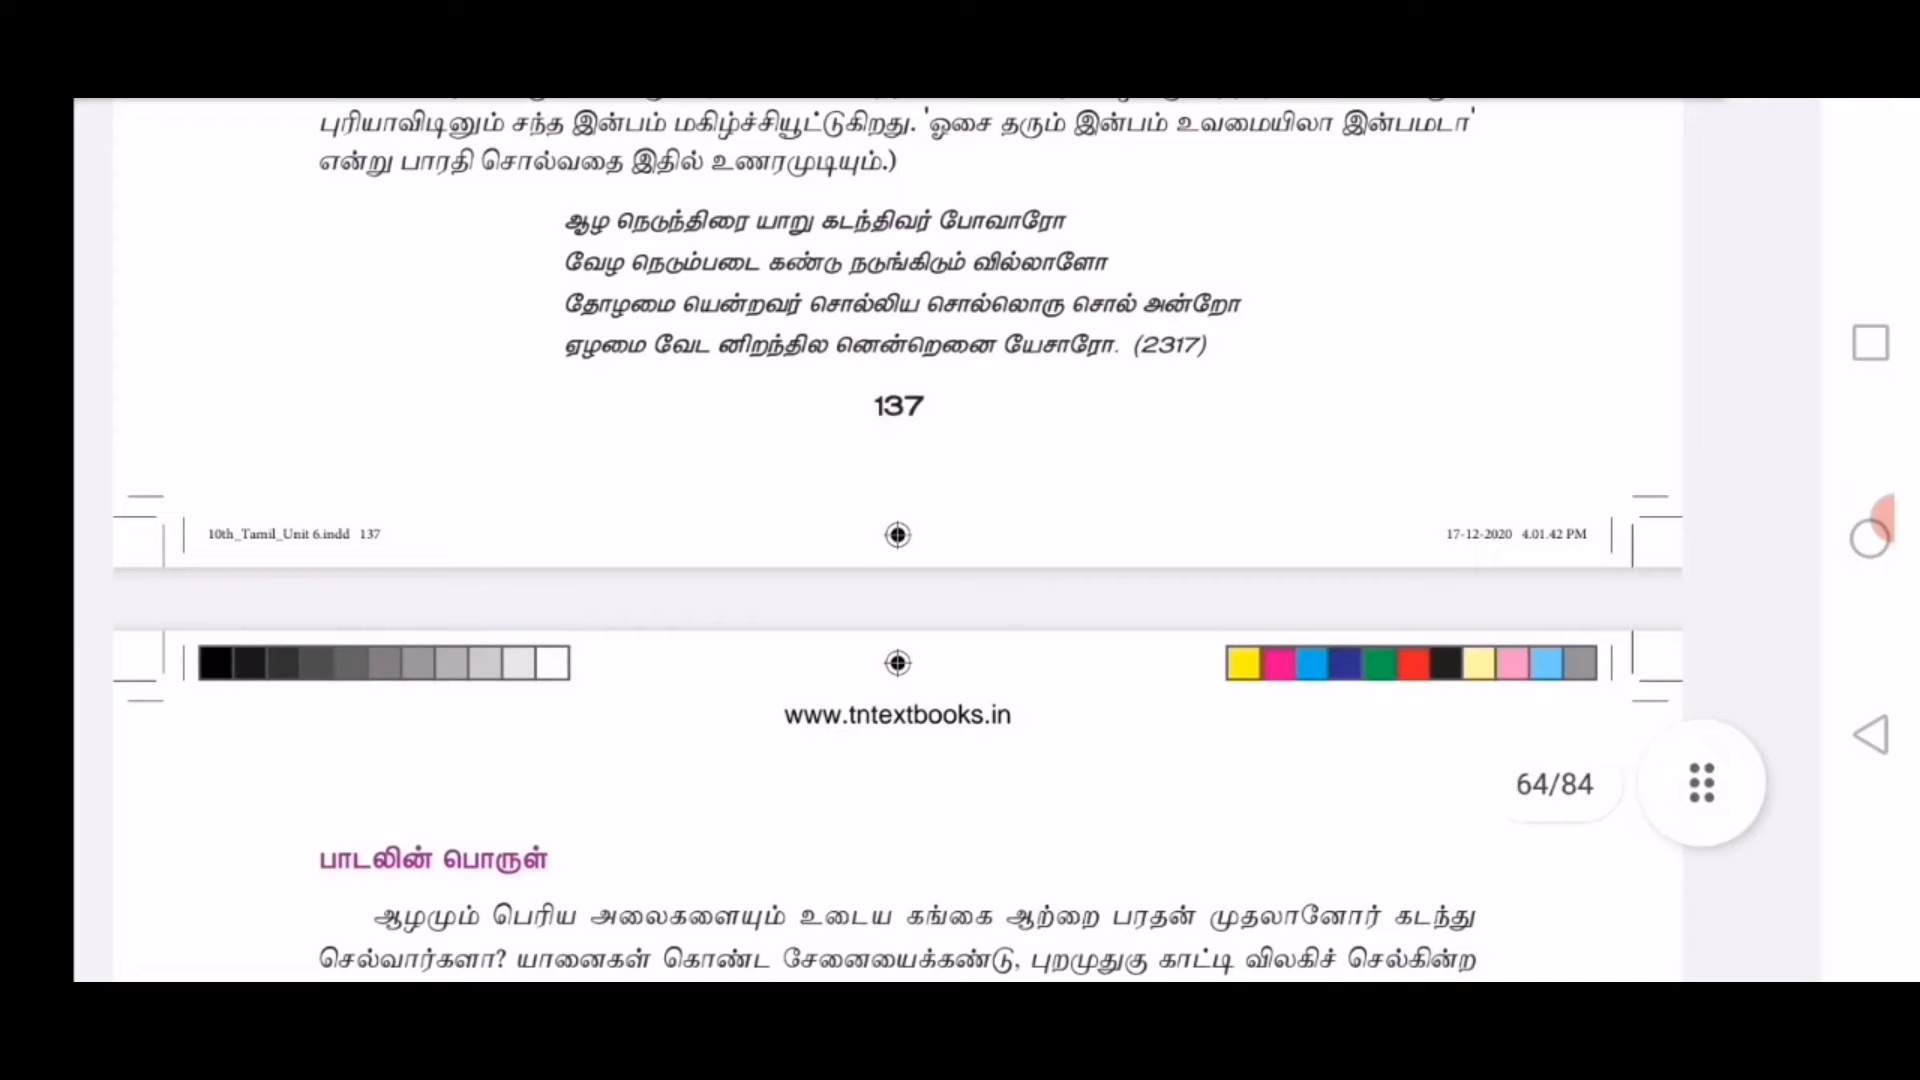 புரியாவிடினும் சந்த இன்பம் மகிழ்ச்சியூட்டுகிறது. 'ஓசை தரும் இன்பம் உவமையிலா இன்பமடா'
என்று பாரதி சொல்வதை இதில் உணரமுடியும்.)
ஆழ நெடுந்திரை யாறு கடந்திவர் போவாரோ
வேழ நெடும்படை கண்டு நடுங்கிடும் வில்லாளோ
தோழமை யென்றவர் சொல்லிய சொல்லொரு சொல் அன்றோ
ஏழமை வேட னிறந்தில னென்றெனை யேசாரோ. (2317)
137
10th_Tamil_Unit 6.indd 137
17-12-2020 4.01.42 PM
www.tntextbooks.in
64/84
பாடலின் பொருள்
ஆழமும் பெரிய அலைகளையும் உடைய கங்கை ஆற்றை பரதன் முதலானோர் கடந்து
செல்வார்களா? யானைகள் கொண்ட சேனையைக்கண்டு, புறமுதுகு காட்டி விலகிச் செல்கின்ற